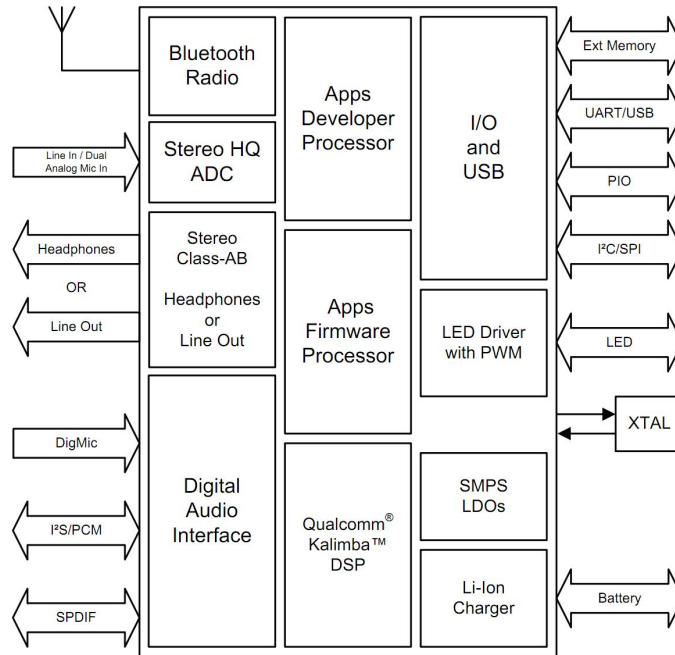 Bluetooth
Radio
Apps
Developer
Processor
I/O
and
USB
Ext Memory
UART/USB
PIO
I²C/SPI
Line In / Dual
Analog Mic In
Stereo HQ
ADC
Headphones
OR
Line Out
Stereo
Class-AB
Headphones
or
Line Out
Apps
Firmware
Processor
LED Driver
with PWM
LED
XTAL
DigMic
I²S/PCM
SPDIF
Digital
Audio
Interface
Qualcomm®
Kalimba™
DSP
SMPS
LDOs
Li-Ion
Charger
Battery